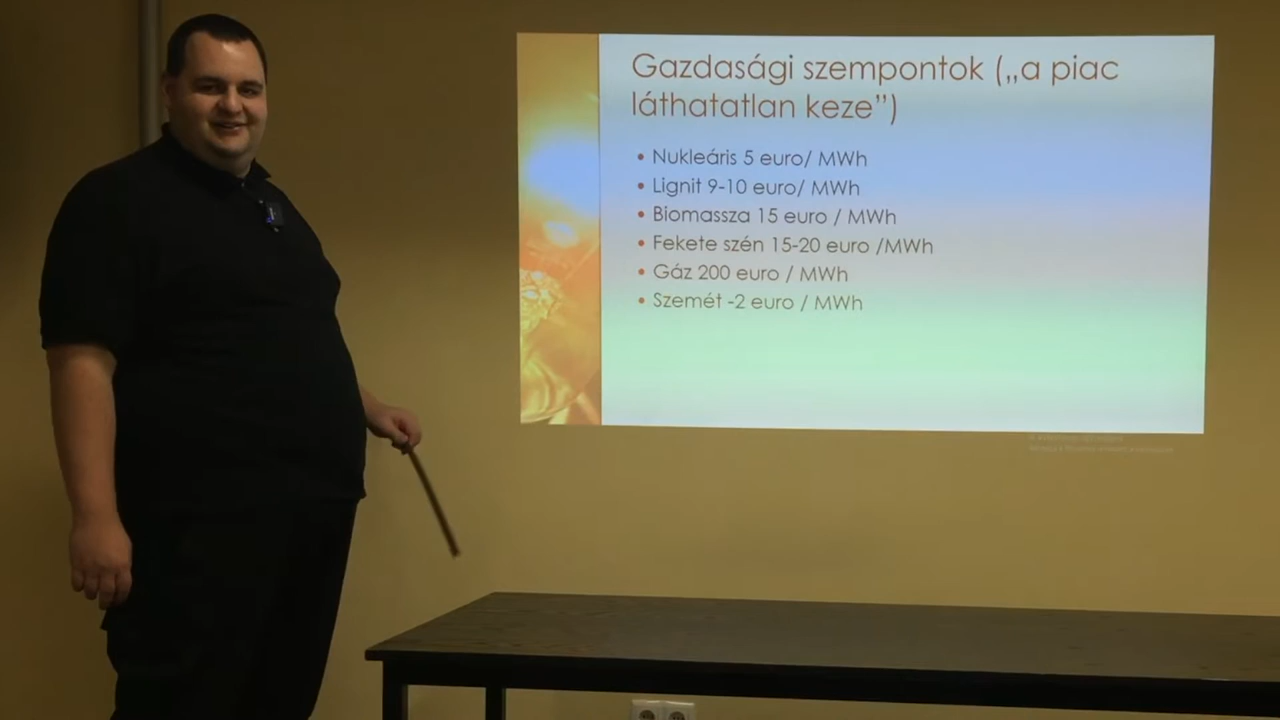 Gazdasági szempontok („a piac
láthatatlan keze”)
• Nukleáris 5 euro/ MWh
• Lignit 9-10 euro/ MWh
• Biomassza 15 euro / MWh
• Fekete szén 15-20 euro /MWh
• Gáz 200 euro / MWh
• Szemét -2 euro / MWh